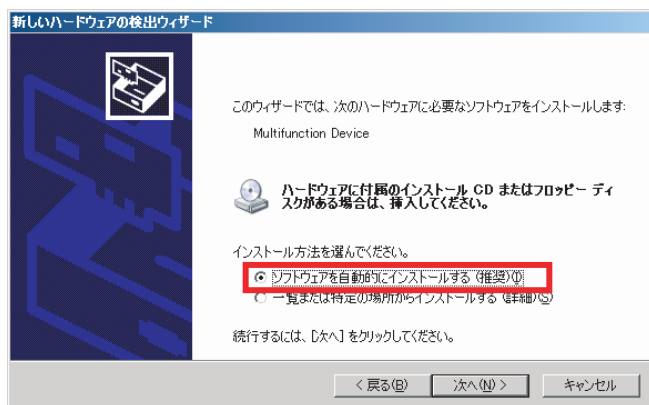 新しいハードウェアの検出ウィザード
このウィザードでは、次のハードウェアに必要なソフトウェアをインストールします:
Multifunction Device
ハードウェアに付属のインストール CD またはフロッピー ディ
スクがある場合は、挿入してください。
インストール方法を選んでください。
ソフトウェアを自動的にインストールする (推奨)(I)
一覧または特定の場所からインストールする (詳細)(S)
続行するには、[次へ] をクリックしてください。
< 戻る(B) 次へ(N) > キャンセル